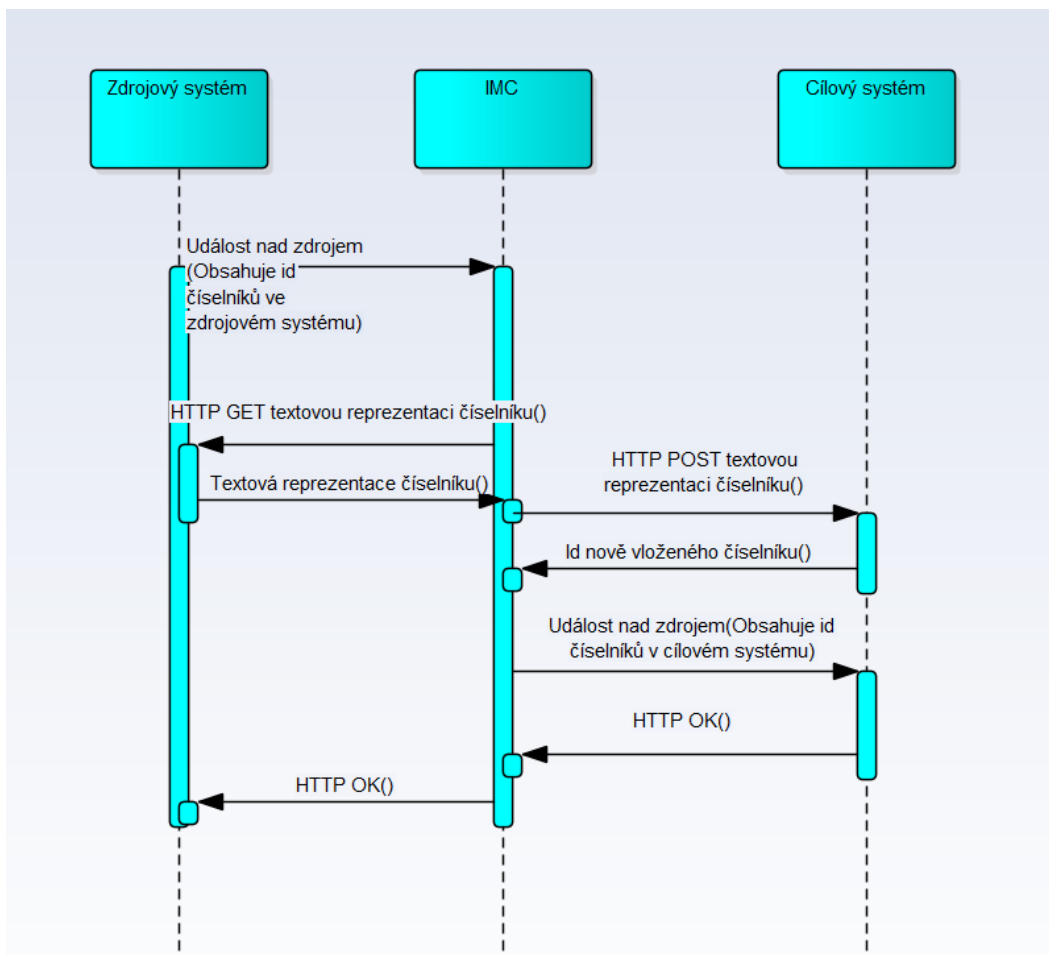 Zdrojový systém
IMC
Cílový systém
Událost nad zdrojem
(Obsahuje id
číselníků ve
zdrojovém systému)
HTTP GET textovou reprezentaci číselníku()
Textová reprezentace číselníku()
HTTP POST textovou
reprezentaci číselníku()
Id nově vloženého číselníku()
Událost nad zdrojem(Obsahuje id
číselníků v cílovém systému)
HTTP OK()
HTTP OK()